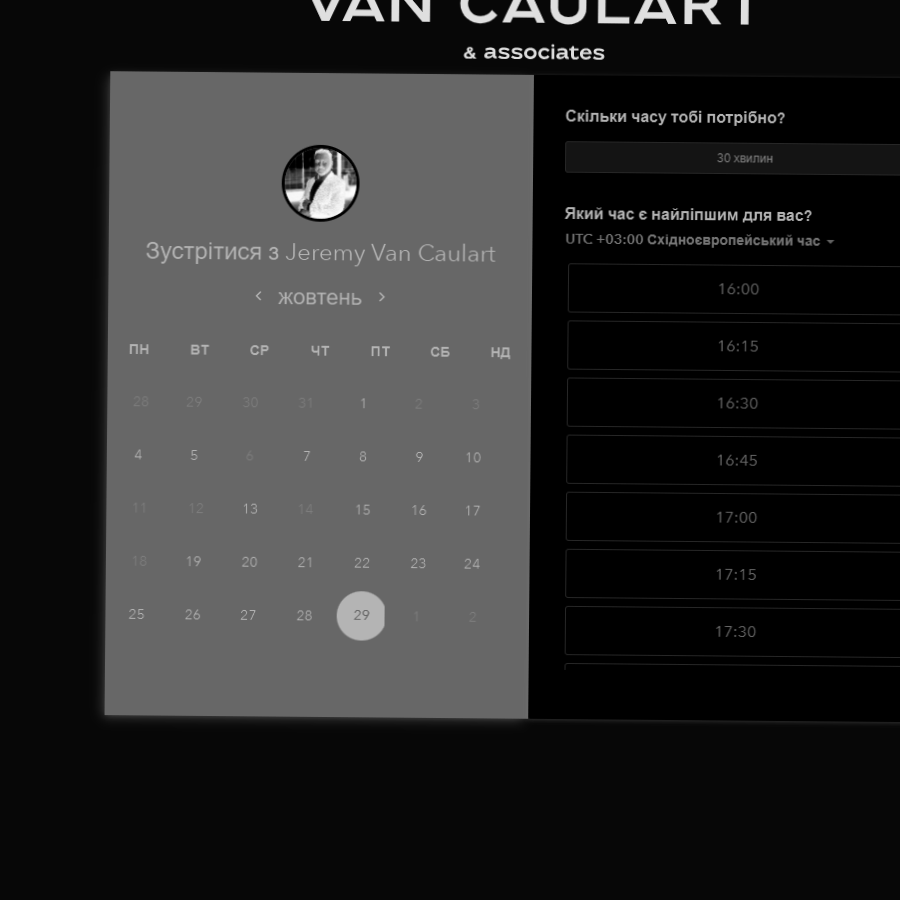 VAN CAULART
& associates
Зустрітися з Jeremy Van Caulart
жовтень
ПН ВТ СР ЧТ ПТ СБ НД
28 29 30 31 1 2 3
4 5 6 7 8 9 10
11 12 13 14 15 16 17
18 19 20 21 22 23 24
25 26 27 28 29 1 2
Скільки часу тобі потрібно?
30 хвилин
Який час є найліпшим для вас?
UTC +03:00 Східноєвропейський час
16:00
16:15
16:30
16:45
17:00
17:15
17:30